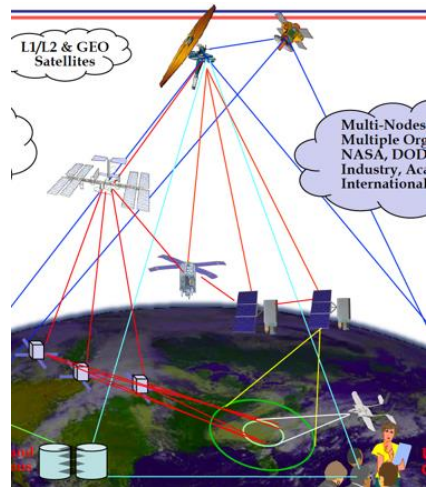 L1/L2 & GEO
Satellites
Multi-Nodes
Multiple Org
NASA, DOD
Industry, Aca
International